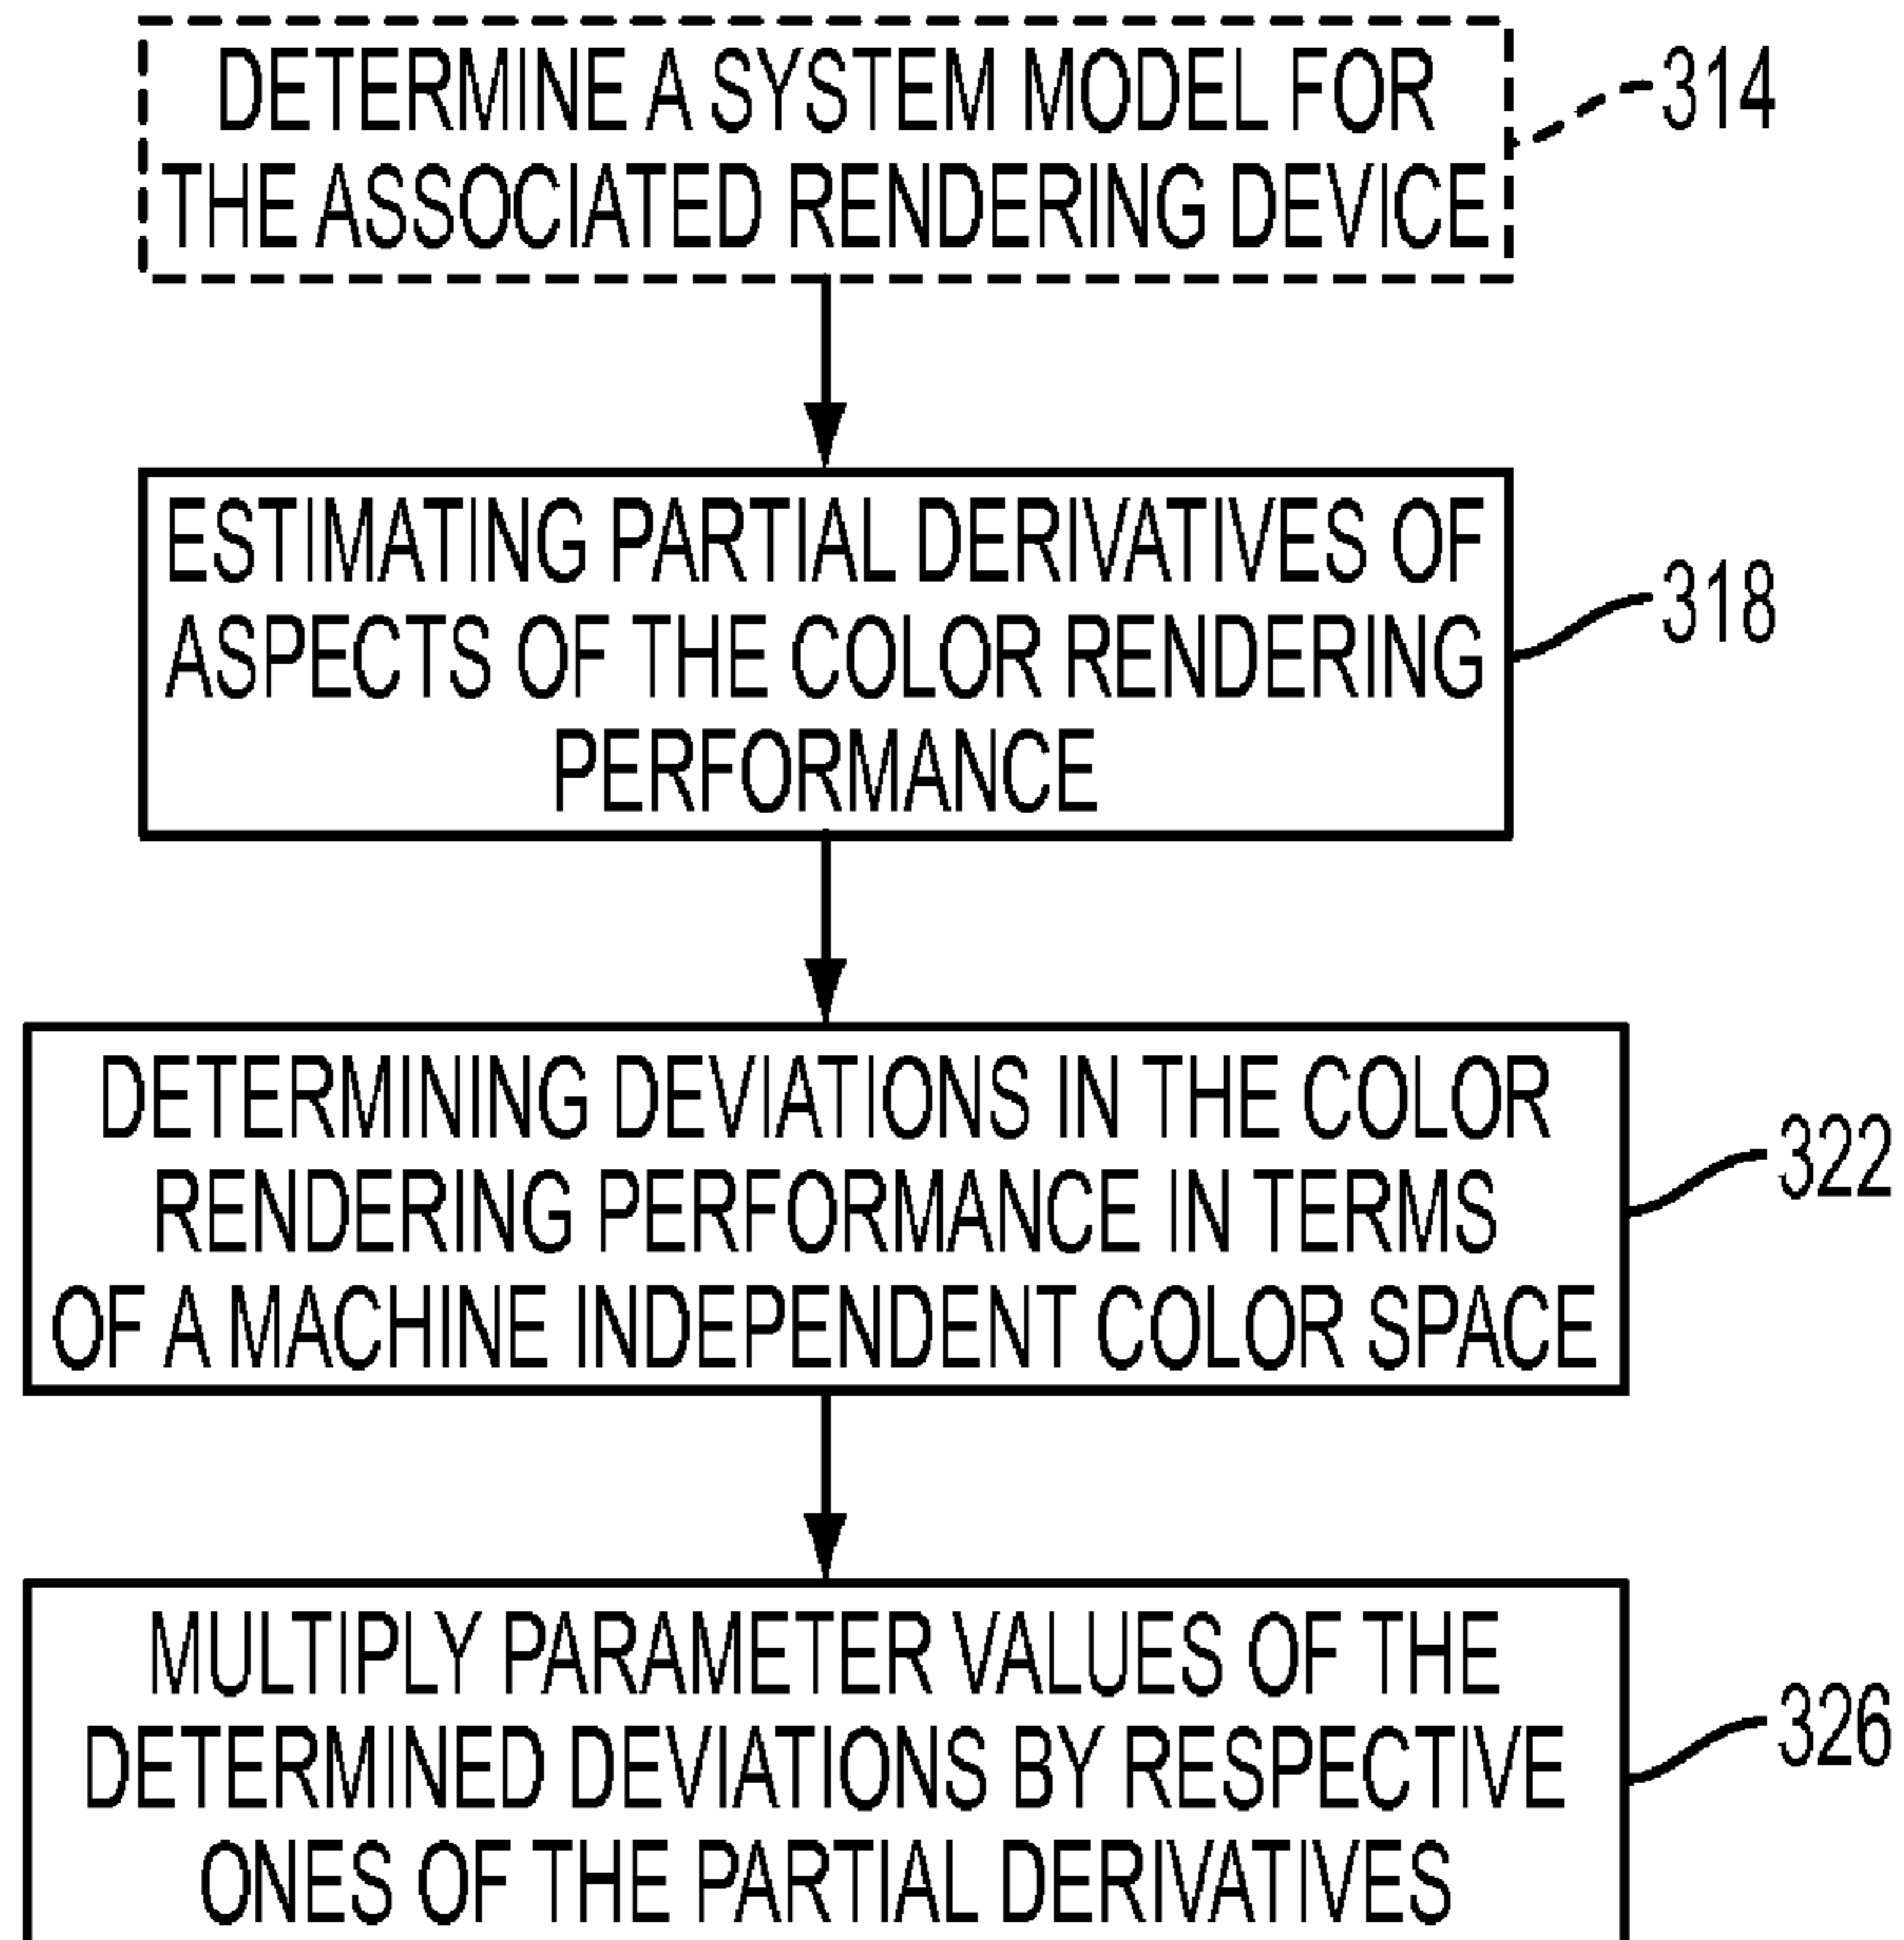 DETERMINE A SYSTEM MODEL FOR
THE ASSOCIATED RENDERING DEVICE
314
ESTIMATING PARTIAL DERIVATIVES OF
ASPECTS OF THE COLOR RENDERING
PERFORMANCE
318
DETERMINING DEVIATIONS IN THE COLOR
RENDERING PERFORMANCE IN TERMS
OF A MACHINE INDEPENDENT COLOR SPACE
322
MULTIPLY PARAMETER VALUES OF THE
DETERMINED DEVIATIONS BY RESPECTIVE
ONES OF THE PARTIAL DERIVATIVES
326